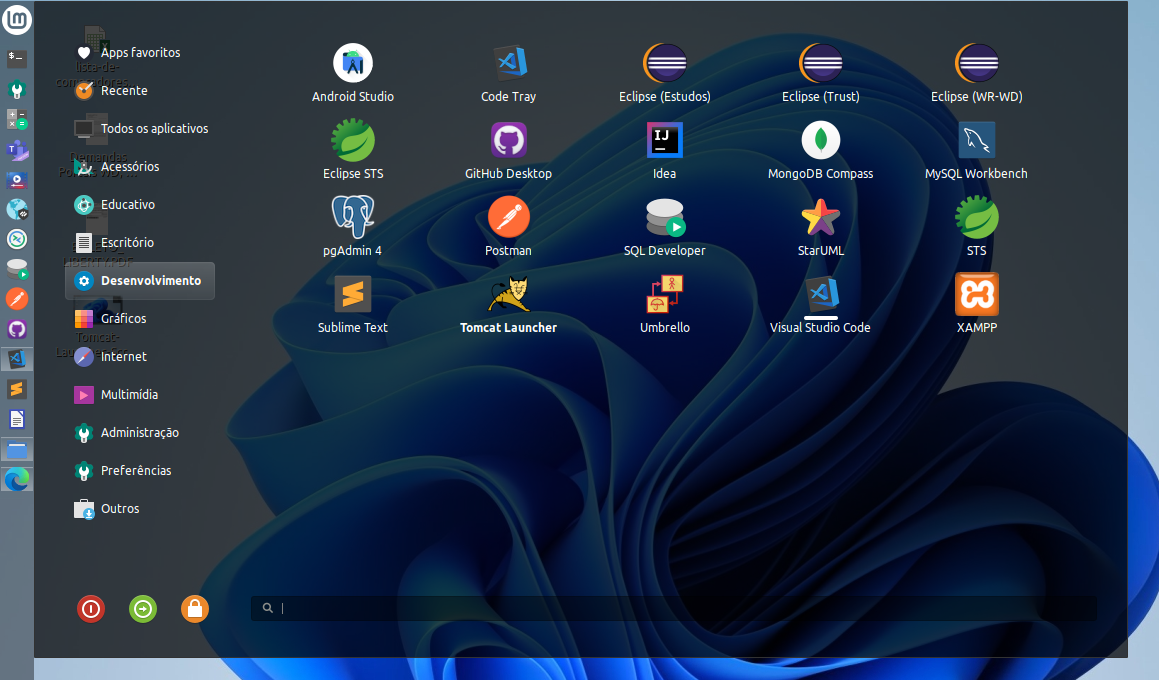 Apps favoritos
Recente
Todos os aplicativos
Acessórios
Educativo
Escritório
Desenvolvimento
Gráficos
Internet
Multimídia
Administração
Preferências
Outros
Android Studio
Code Tray
Eclipse (Estudos)
Eclipse (Trust)
Eclipse (WR-WD)
Eclipse STS
GitHub Desktop
IJ
Idea
MongoDB Compass
MySQL Workbench
pgAdmin 4
Postman
SQL Developer
StarUML
STS
Sublime Text
Tomcat Launcher
Umbrello
Visual Studio Code
XAMPP